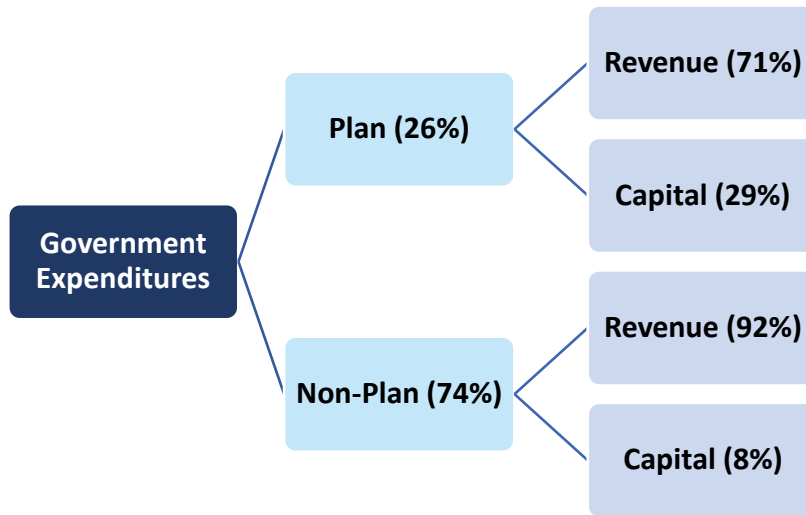 Government
Expenditures
Plan (26%)
Revenue (71%)
Capital (29%)
Non-Plan (74%)
Revenue (92%)
Capital (8%)